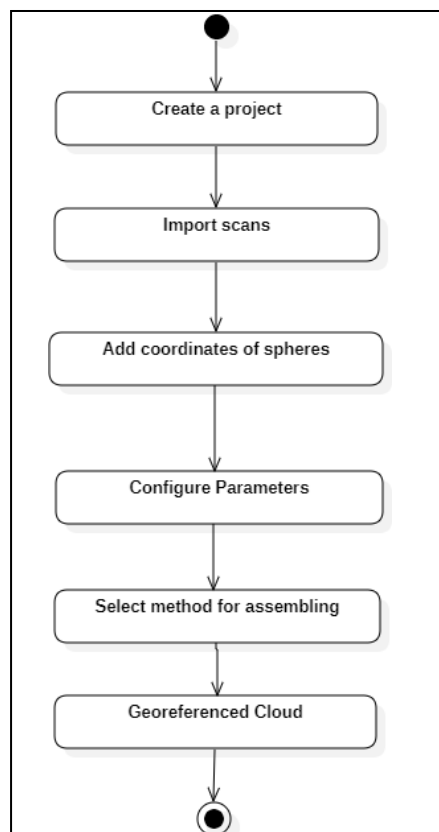 Create a project
Import scans
Add coordinates of spheres
Configure Parameters
Select method for assembling
Georeferenced Cloud